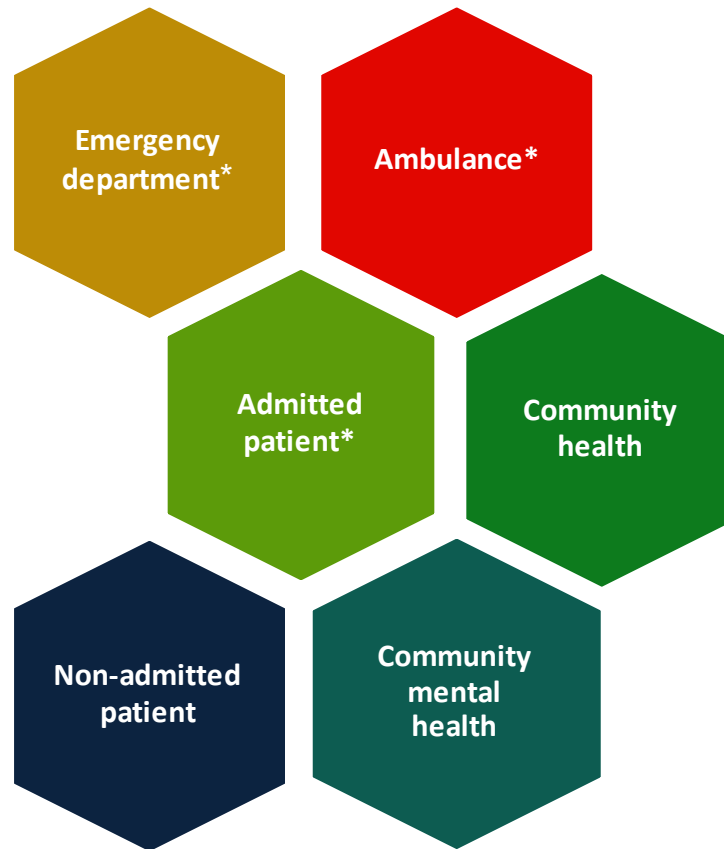 Emergency
department*
Ambulance*
Admitted
patient*
Community
health
Non-admitted
patient
Community
mental
health